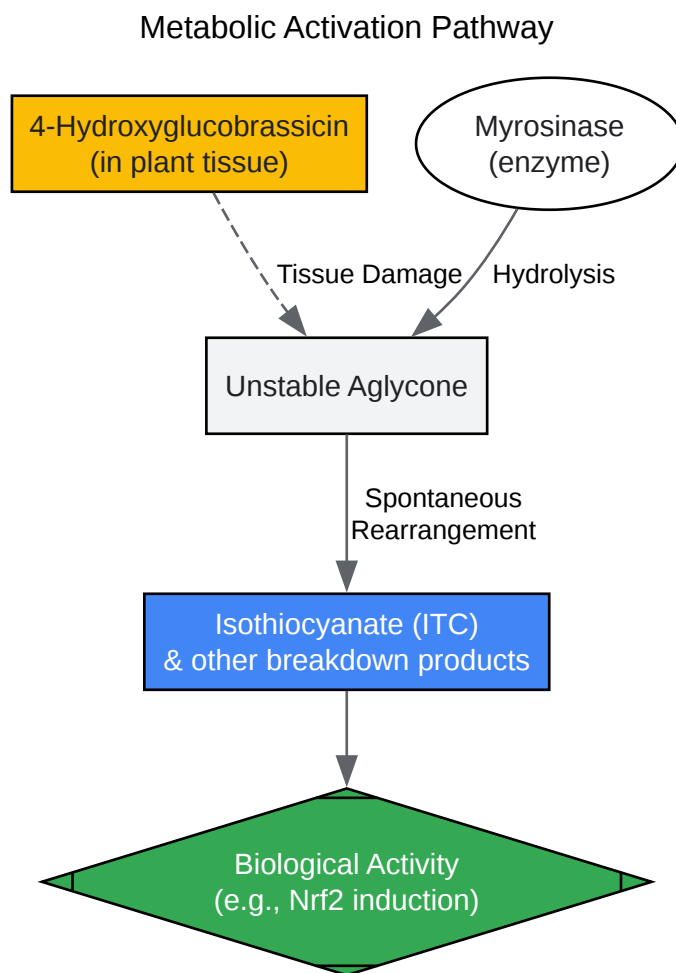 Metabolic Activation Pathway
4-Hydroxyglucobrassicin
(in plant tissue)
Myrosinase
(enzyme)
Tissue Damage
Hydrolysis
Unstable Aglycone
Spontaneous
Rearrangement
Isothiocyanate (ITC)
& other breakdown products
Biological Activity
(e.g., Nrf2 induction)